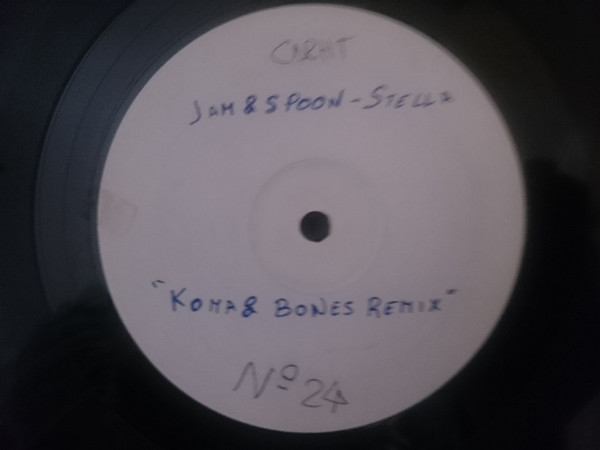 JAM & SPOON - STELLA
"KOMA & BONES REMIX"
Nº 24